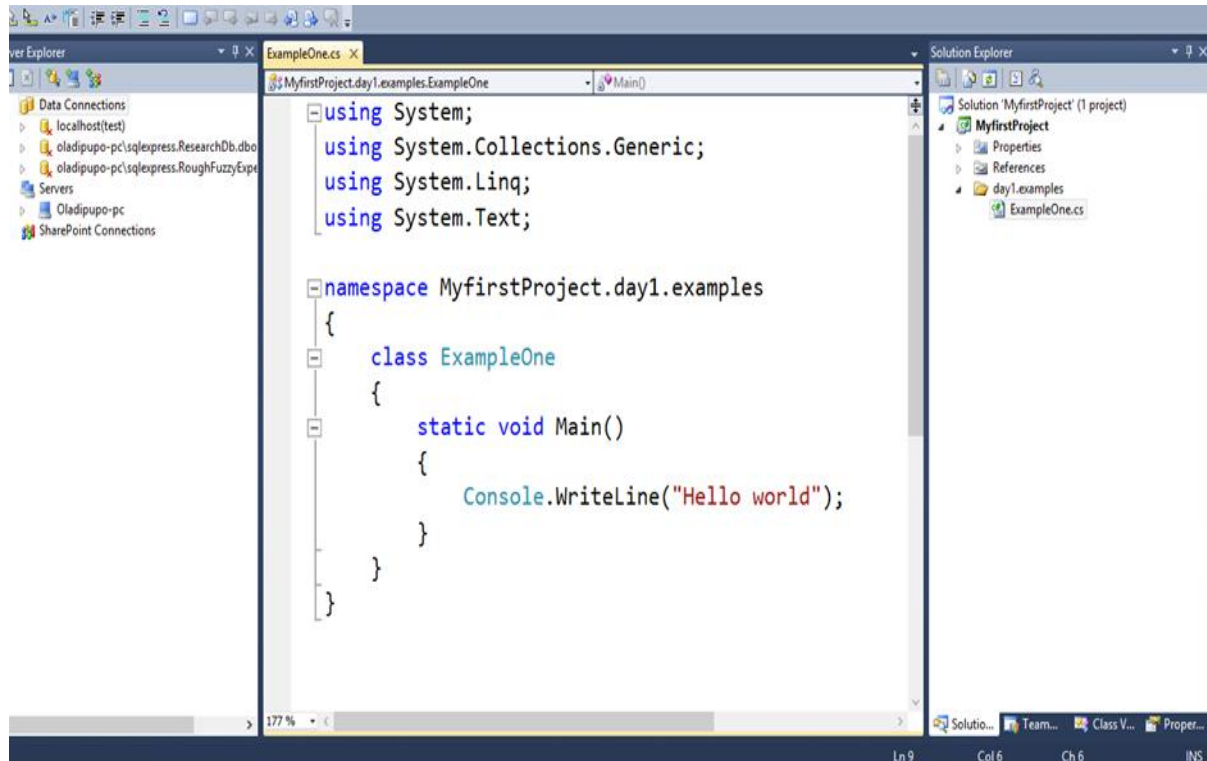 ver Explorer
Data Connections
localhost(test)
oladipupo-pc\sqlexpress.ResearchDb.dbo
oladipupo-pc\sqlexpress.RoughFuzzyExpe
Servers
Oladipupo-pc
SharePoint Connections
ExampleOne.cs X
MyfirstProject.day1.examples.ExampleOne
Main()
using System;
using System.Collections.Generic;
using System.Linq;
using System.Text;
namespace MyfirstProject.day1.examples
{
class ExampleOne
{
static void Main()
{
Console.WriteLine("Hello world");
}
}
}
177 %
Solution Explorer
Solution 'MyfirstProject' (1 project)
MyfirstProject
Properties
References
day1.examples
ExampleOne.cs
Solutio... Team... Class V... Proper...
Ln 9 Col 6 Ch 6 INS